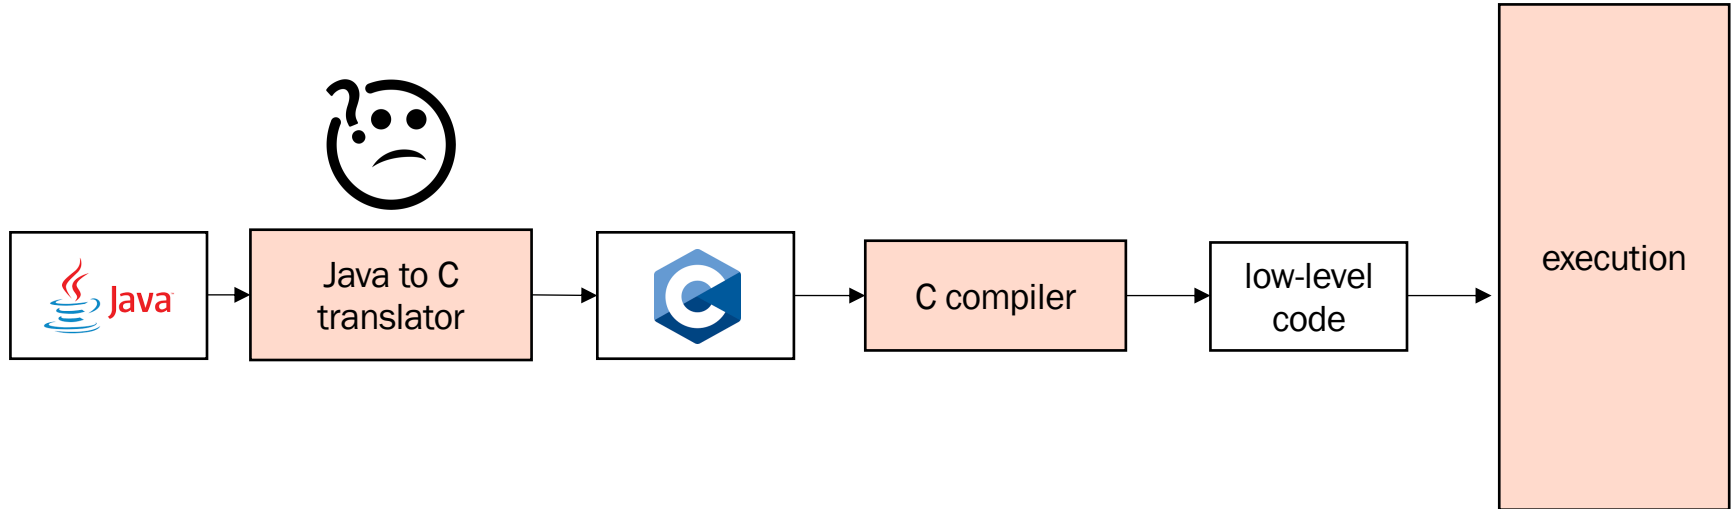 Java
Java to C
translator
C
C compiler
low-level
code
execution